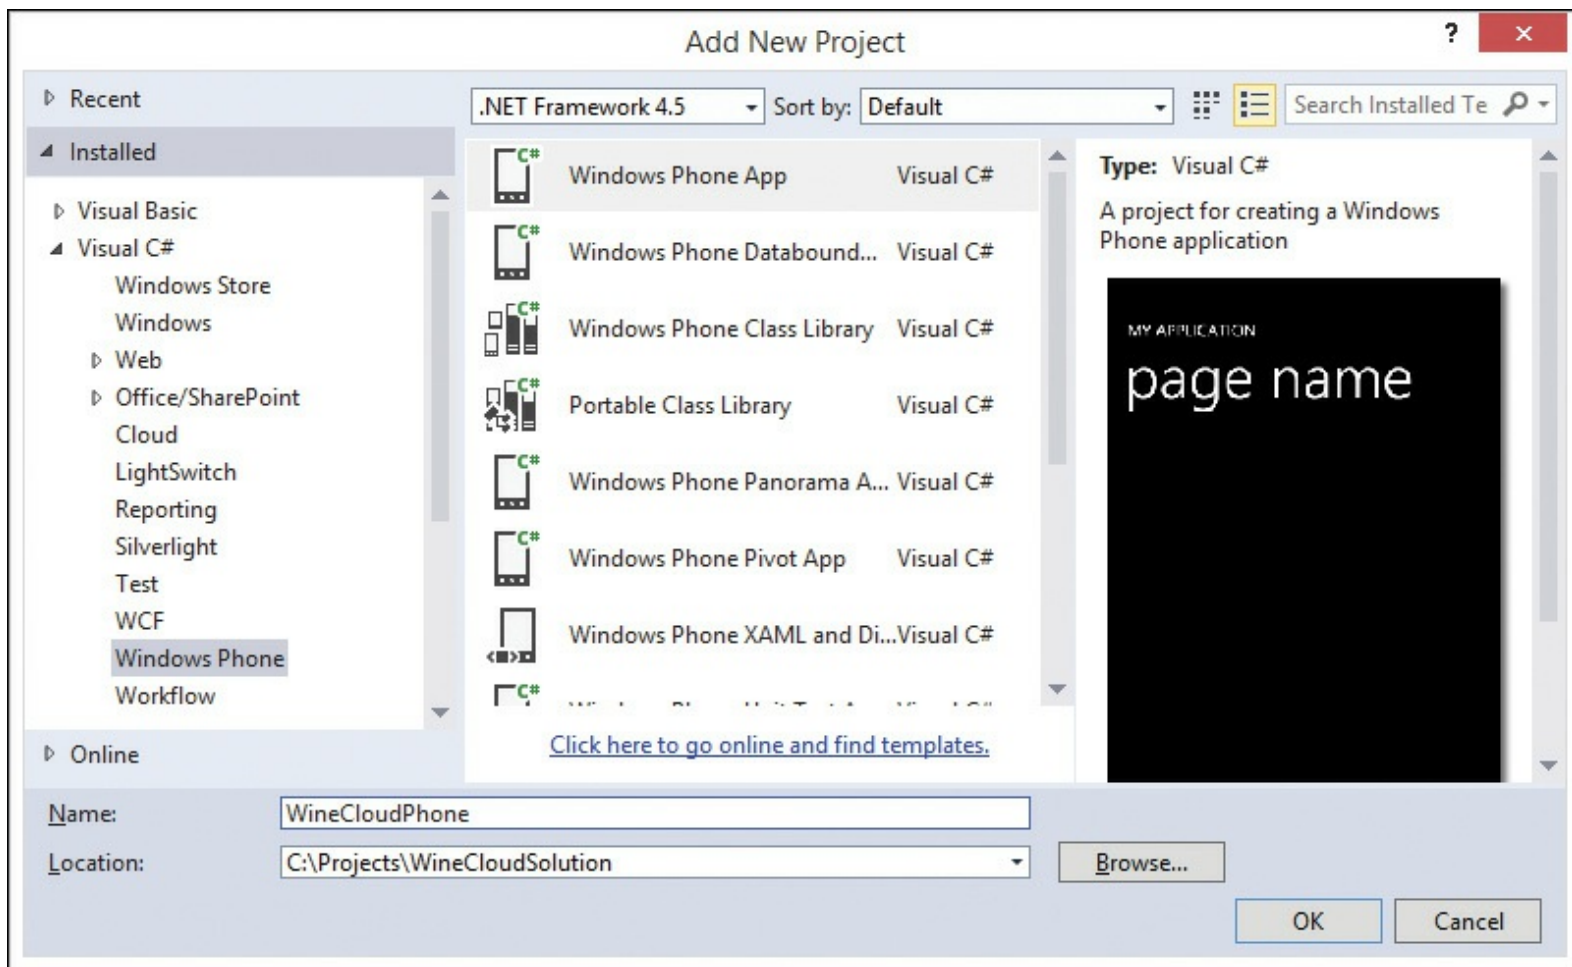 Add New Project
?
Recent
.NET Framework 4.5
Sort by:
Default
Search Installed Te
Installed
Visual Basic
Visual C#
Windows Store
Windows
Web
Office/SharePoint
Cloud
LightSwitch
Reporting
Silverlight
Test
WCF
Windows Phone
Workflow
Online
C# Windows Phone App Visual C#
C# Windows Phone Databound... Visual C#
C# Windows Phone Class Library Visual C#
C# Portable Class Library Visual C#
C# Windows Phone Panorama A... Visual C#
C# Windows Phone Pivot App Visual C#
Windows Phone XAML and Di... Visual C#
C#
Click here to go online and find templates.
Type: Visual C#
A project for creating a Windows
Phone application
MY APPLICATION
page name
Name: WineCloudPhone
Location: C:\Projects\WineCloudSolution
Browse...
OK
Cancel